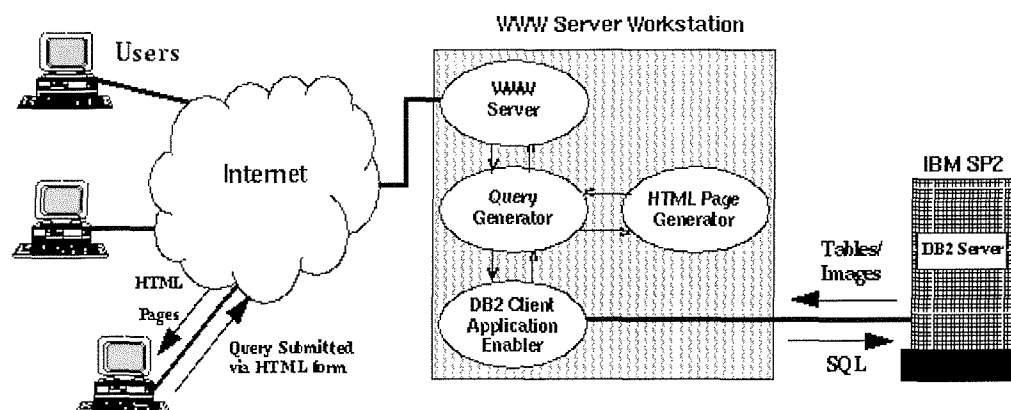 WWW Server Workstation
Users
WWW
Server
Internet
IBM SP2
Query
Generator
HTML Page
Generator
DB2 Server
Tables/
Images
HTML
Pages
DB2 Client
Application
Enabler
Query Submitted
via HTML form
SQL